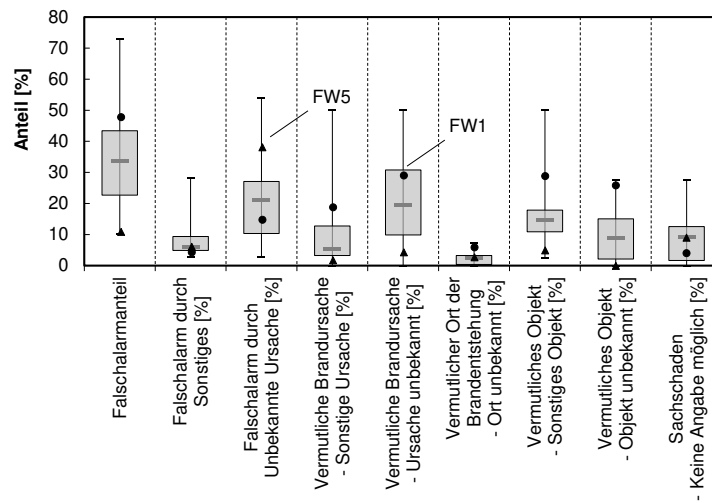 80
70
60
50
40
30
20
10
0
Anteil [%]
FW5
FW1
Falschalarmanteil
Falschalarm durch
Sonstiges [%]
Falschalarm durch
Unbekannte Ursache [%]
Vermutliche Brandursache
- Sonstige Ursache [%]
Vermutliche Brandursache
- Ursache unbekannt [%]
Vermutlicher Ort der
Brandentstehung
- Ort unbekannt [%]
Vermutliches Objekt
- Sonstiges Objekt [%]
Vermutliches Objekt
- Objekt unbekannt [%]
Sachschaden
- Keine Angabe möglich [%]